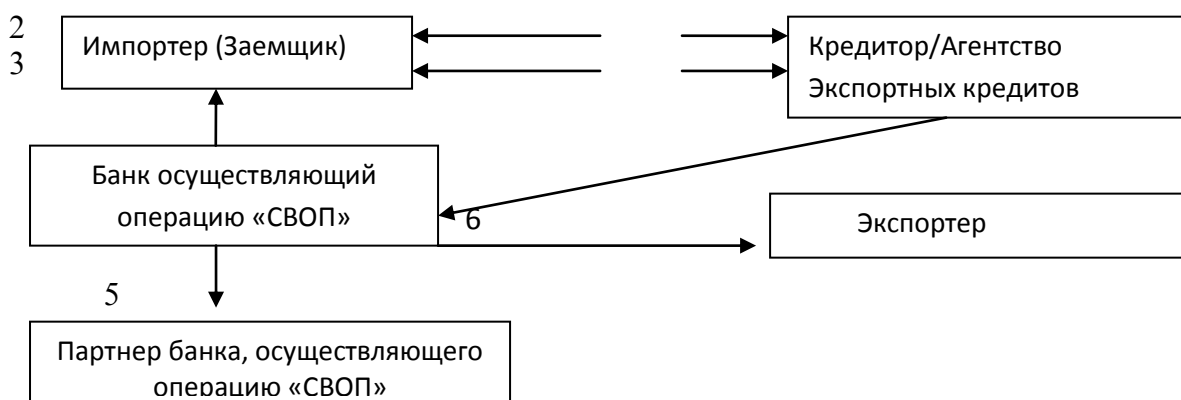 2
3
Импортер (Заемщик)
Кредитор/Агентство
Экспортных кредитов
Банк осуществляющий
операцию «СВОП»
6
Экспортер
5
Партнер банка, осуществляющего
операцию «СВОП»